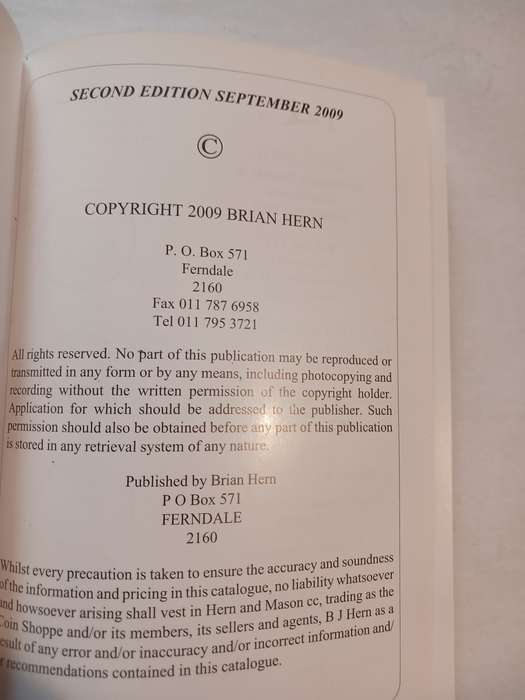 SECOND EDITION SEPTEMBER 2009
©
COPYRIGHT 2009 BRIAN HERN
P. O. Box 571
Ferndale
2160
Fax 011 787 6958
Tel 011 795 3721
All rights reserved. No part of this publication may be reproduced or
transmitted in any form or by any means, including photocopying and
recording without the written permission of the copyright holder.
Application for which should be addressed to the publisher. Such
permission should also be obtained before any part of this publication
is stored in any retrieval system of any nature.
Published by Brian Hern
P O Box 571
FERNDALE
2160
Whilst every precaution is taken to ensure the accuracy and soundness
of the information and pricing in this catalogue, no liability whatsoever
and howsoever arising shall vest in Hern and Mason cc, trading as the
Coin Shoppe and/or its members, its sellers and agents, B J Hern as a
result of any error and/or inaccuracy and/or incorrect information and/
r recommendations contained in this catalogue.